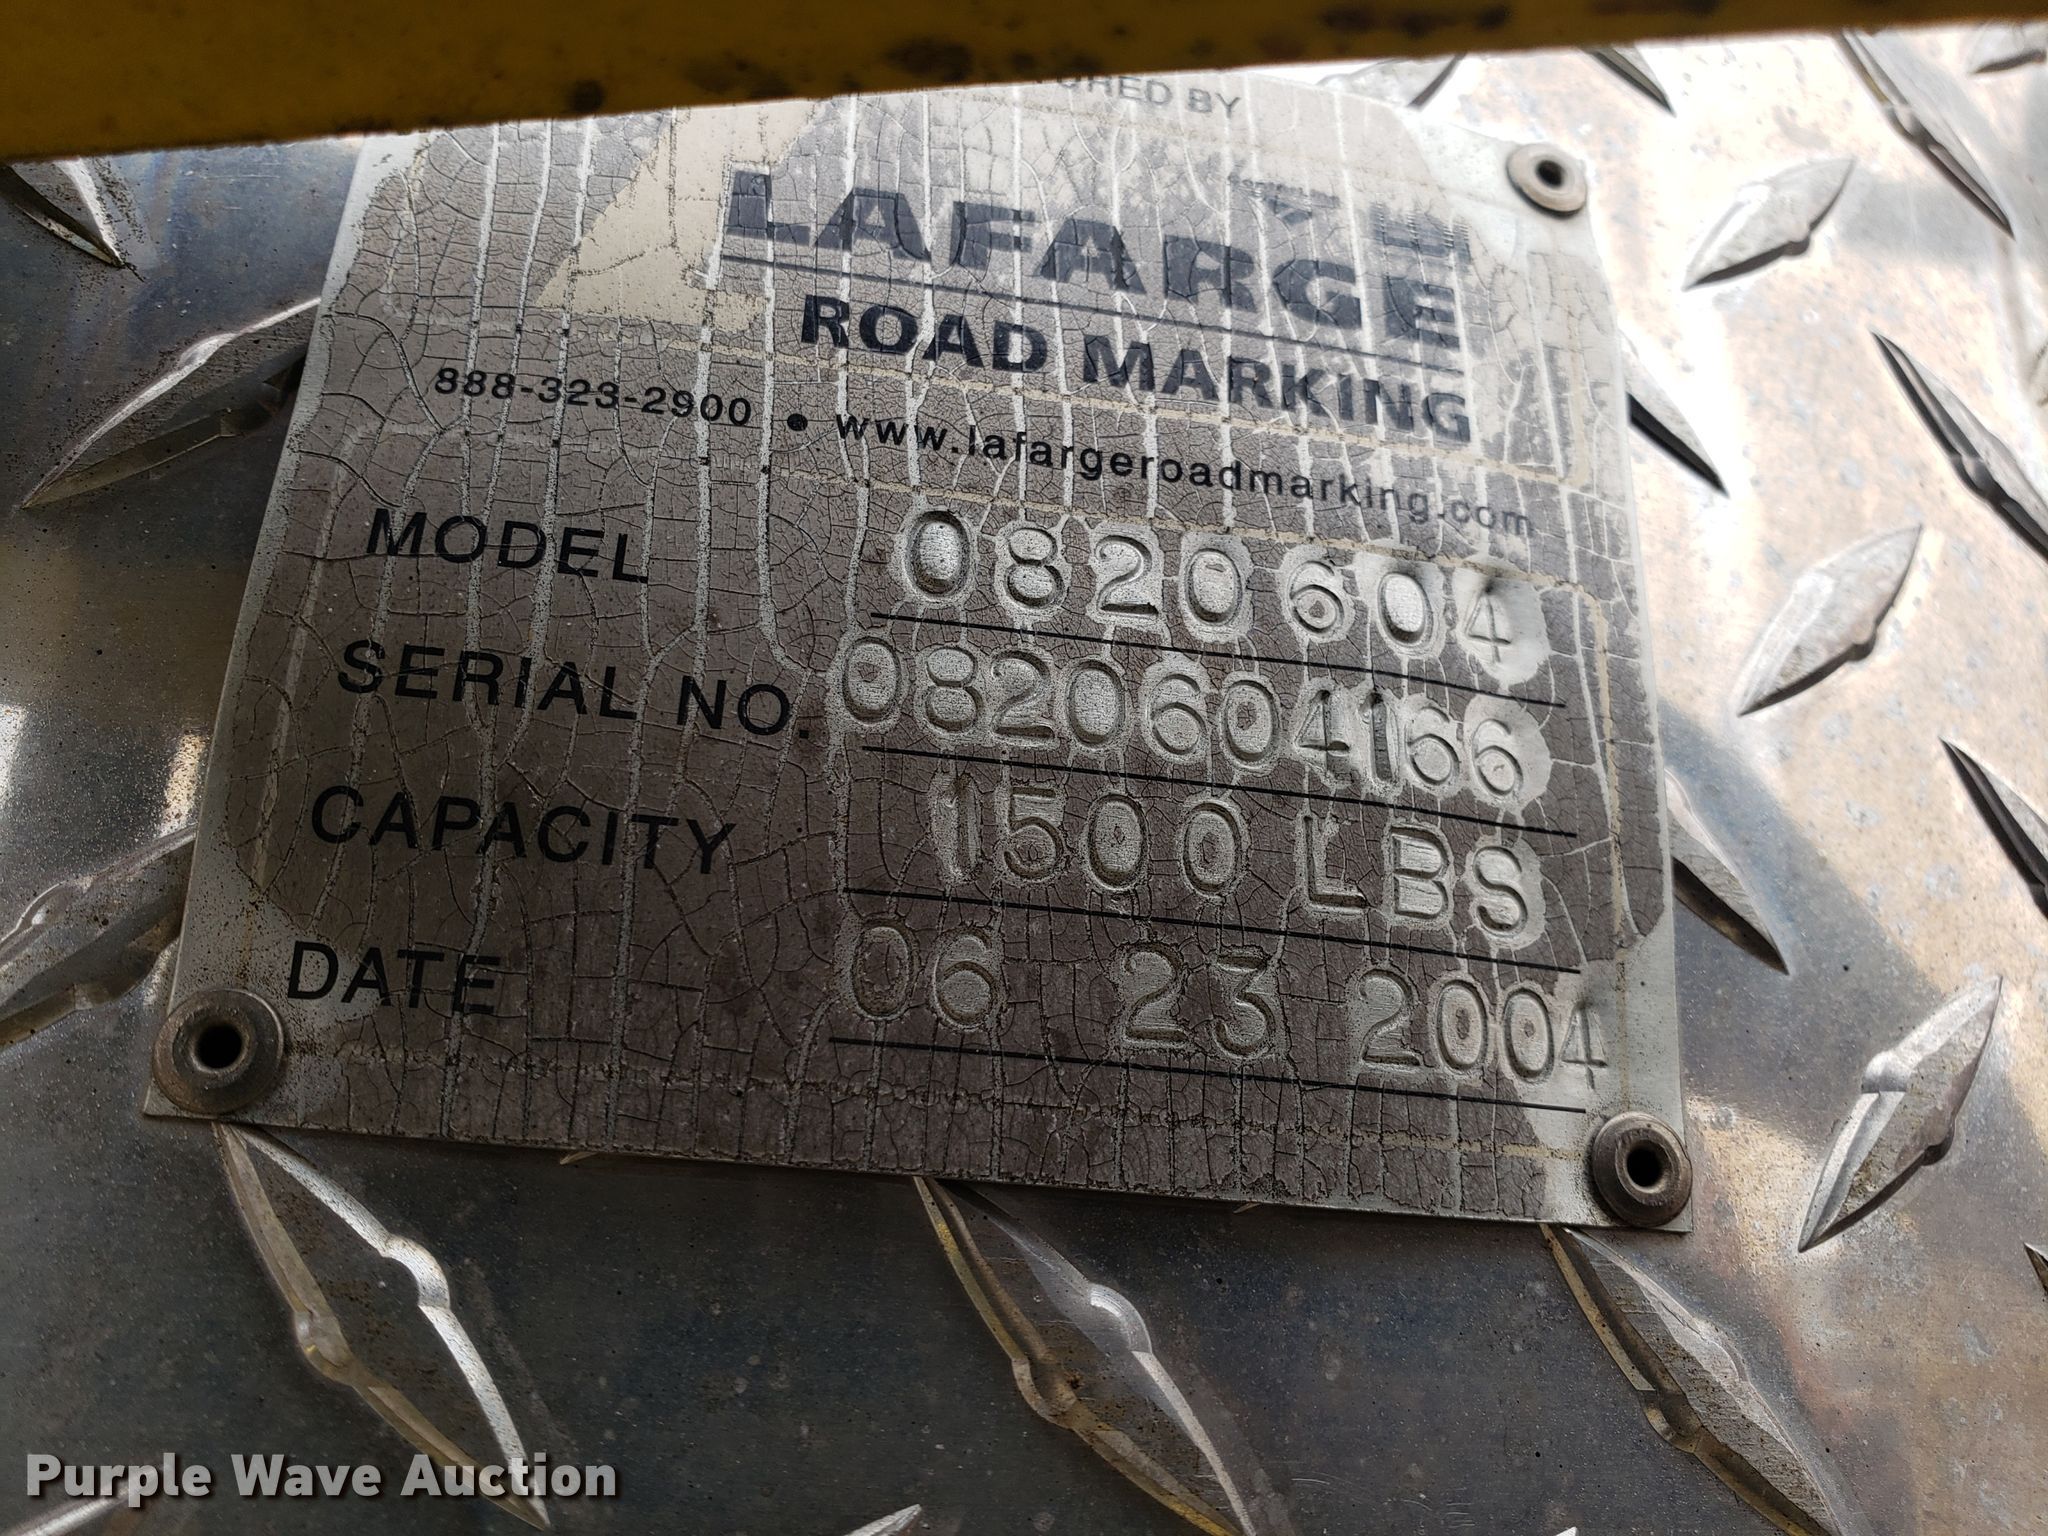 BY
LAFARGE
ROAD MARKING
888-323-2900 • www.lafargeroadmarking.com
MODEL 0820604
SERIAL NO. 0820604166
CAPACITY 1500 LBS
DATE 06 23 2004
Purple Wave Auction